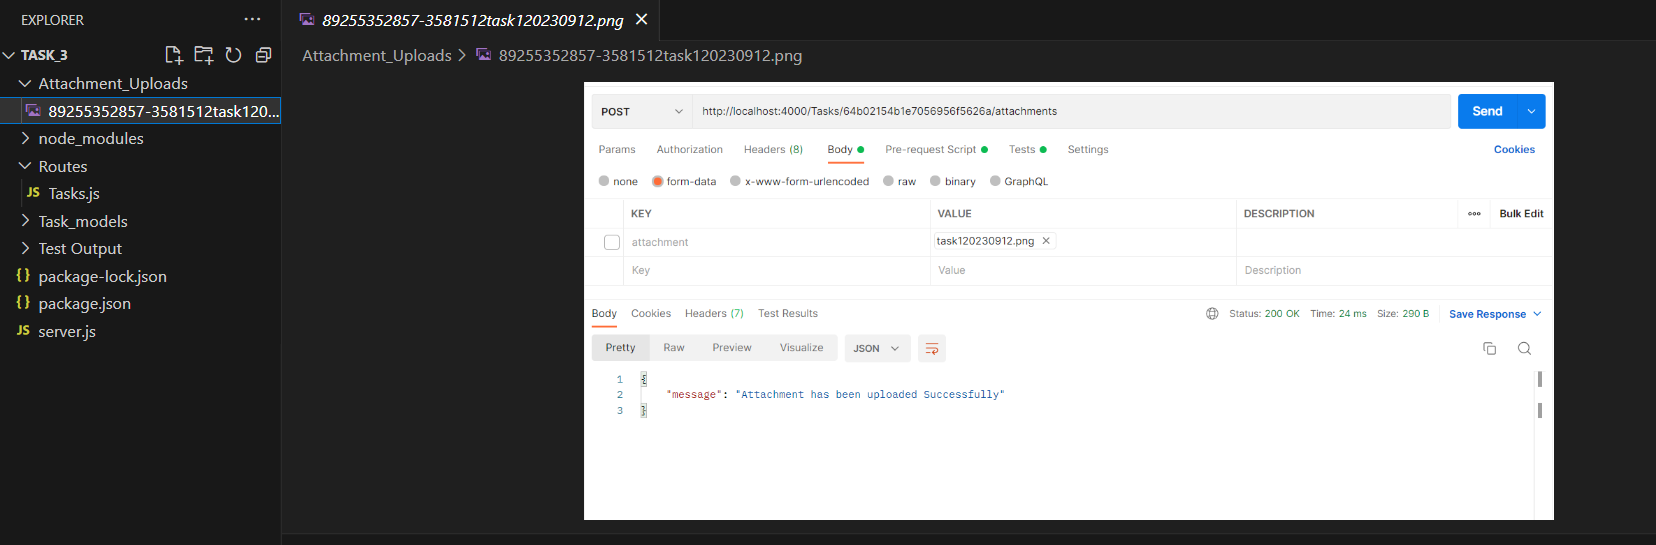 EXPLORER
TASK_3
Attachment_Uploads
89255352857-3581512task120...
node_modules
Routes
JS Tasks.js
Task_models
Test Output
{} package-lock.json
{} package.json
JS server.js
89255352857-3581512task120230912.png
Attachment_Uploads > 89255352857-3581512task120230912.png
POST http://localhost:4000/Tasks/64b02154b1e7056956f5626a/attachments Send
Params Authorization Headers (8) Body Pre-request Script Tests Settings Cookies
none form-data x-www-form-urlencoded raw binary GraphQL
KEY VALUE DESCRIPTION Bulk Edit
attachment task120230912.png
Key Value Description
Body Cookies Headers (7) Test Results Status: 200 OK Time: 24 ms Size: 290 B Save Response
Pretty Raw Preview Visualize JSON
1 {
2 "message": "Attachment has been uploaded Successfully"
3 }